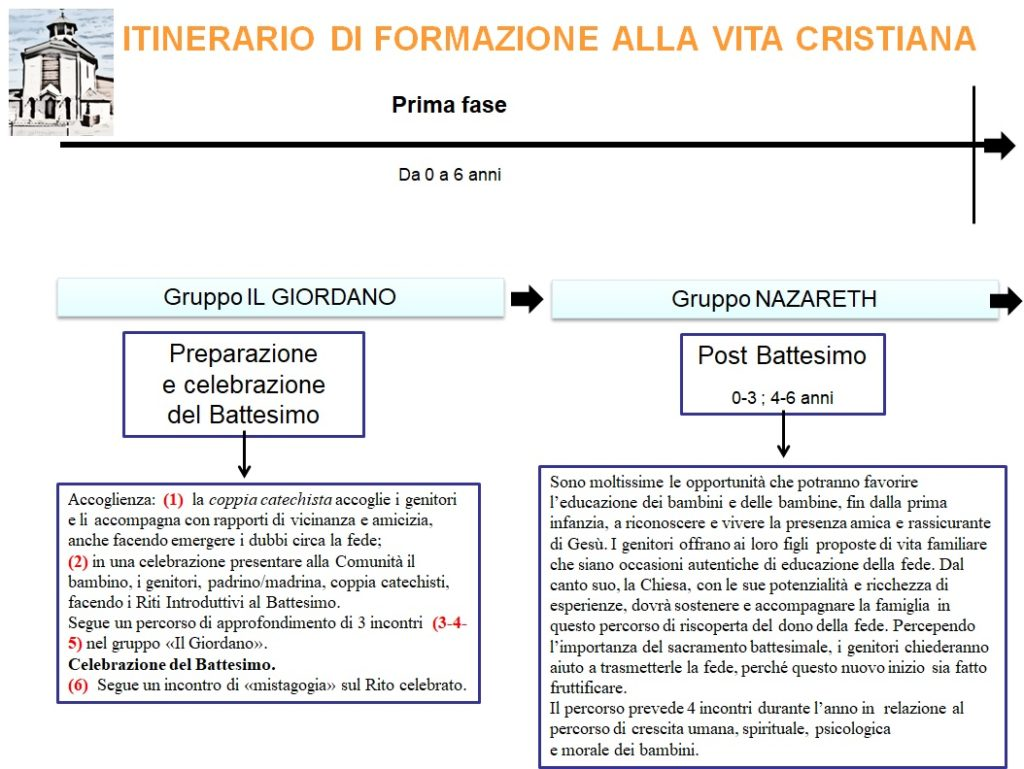 ITINERARIO DI FORMAZIONE ALLA VITA CRISTIANA
Prima fase
Da 0 a 6 anni
Gruppo IL GIORDANO
Preparazione
e celebrazione
del Battesimo
Accoglienza: (1) la coppia catechista accoglie i genitori
e li accompagna con rapporti di vicinanza e amicizia,
anche facendo emergere i dubbi circa la fede;
(2) in una celebrazione presentare alla Comunità il
bambino, i genitori, padrino/madrina, coppia catechisti,
facendo i Riti Introduttivi al Battesimo.
Segue un percorso di approfondimento di 3 incontri (3-4-
5) nel gruppo «Il Giordano».
Celebrazione del Battesimo.
(6) Segue un incontro di «mistagogia» sul Rito celebrato.
Gruppo NAZARETH
Post Battesimo
0-3 ; 4-6 anni
Sono moltissime le opportunità che potranno favorire
l’educazione dei bambini e delle bambine, fin dalla prima
infanzia, a riconoscere e vivere la presenza amica e rassicurante
di Gesù. I genitori offrano ai loro figli proposte di vita familiare
che siano occasioni autentiche di educazione della fede. Dal
canto suo, la Chiesa, con le sue potenzialità e ricchezza di
esperienze, dovrà sostenere e accompagnare la famiglia in
questo percorso di riscoperta del dono della fede. Percependo
l’importanza del sacramento battesimale, i genitori chiederanno
aiuto a trasmetterle la fede, perché questo nuovo inizio sia fatto
fruttificare.
Il percorso prevede 4 incontri durante l’anno in relazione al
percorso di crescita umana, spirituale, psicologica
e morale dei bambini.